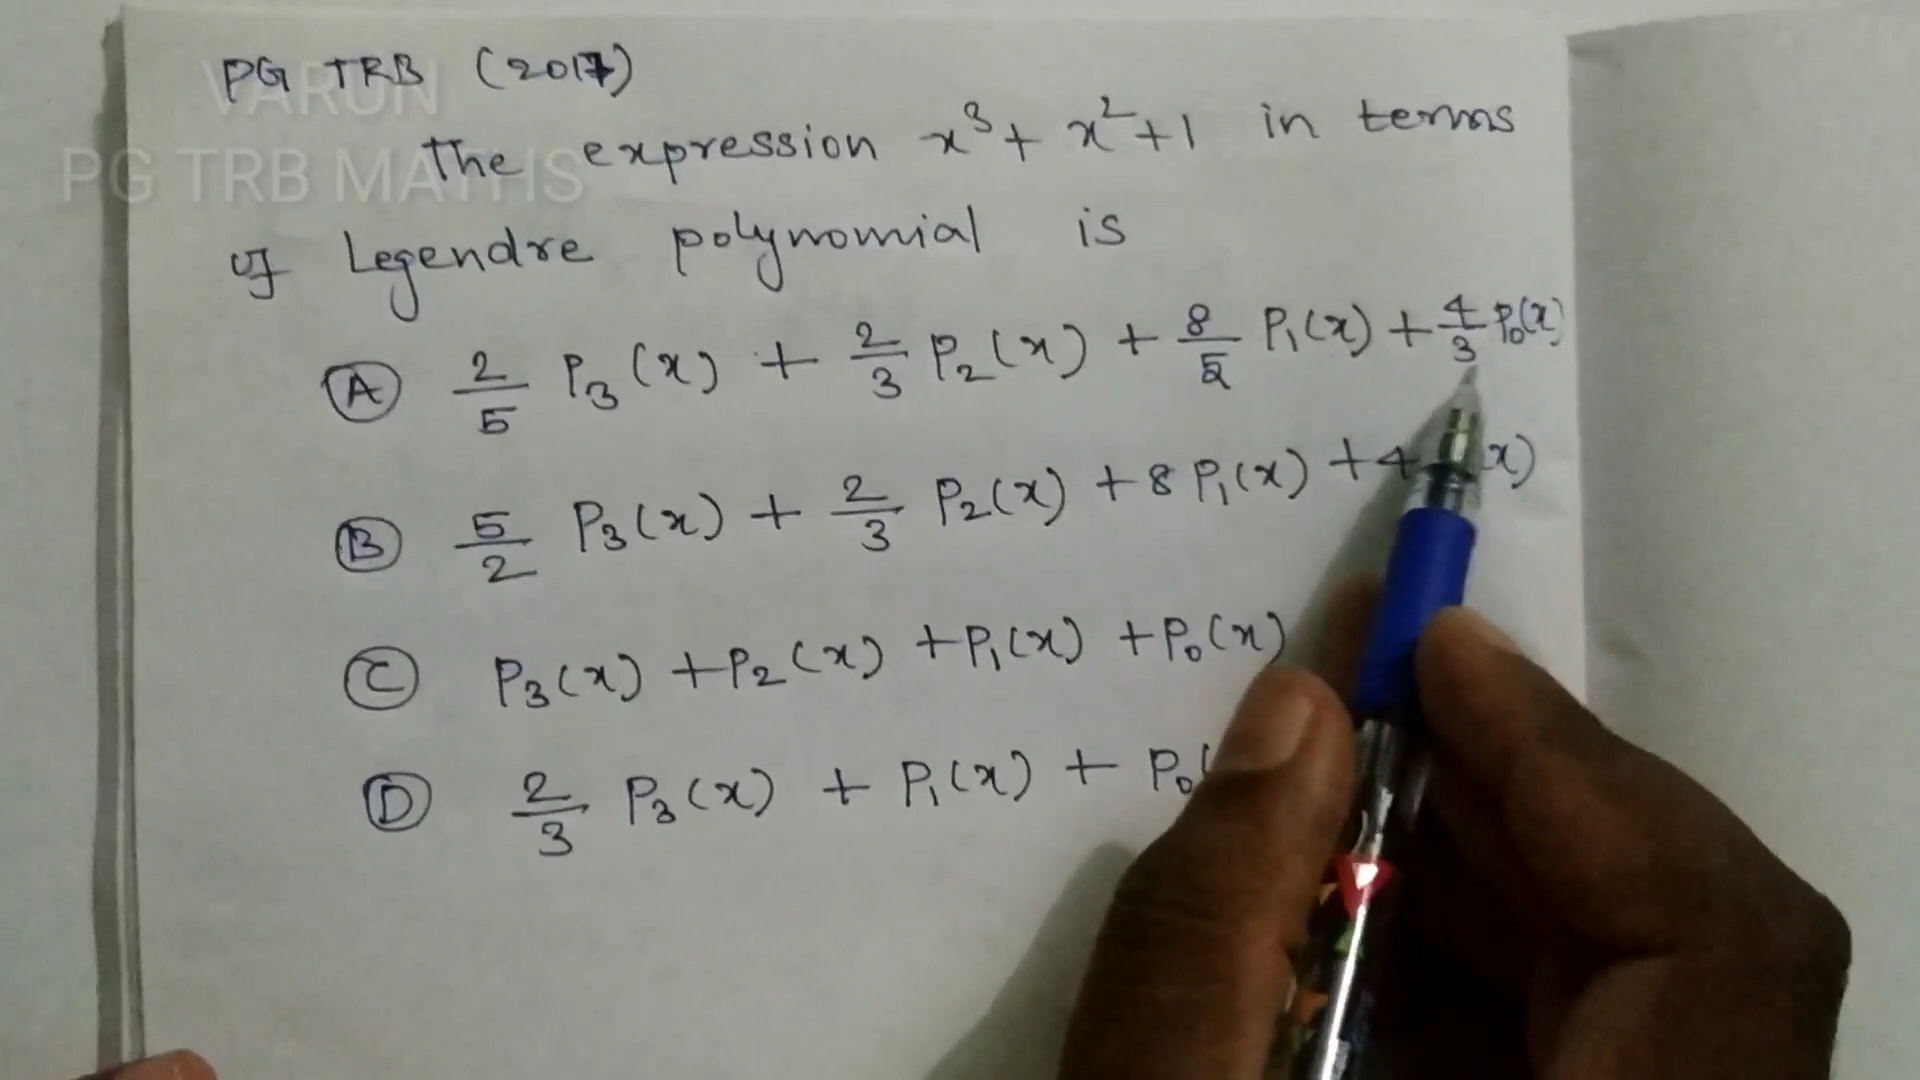 PG TRB (2017)
VARUN
The expression x³ + x² + 1 in terms
PG TRB MATHS
of Legendre polynomial is
(A) 2/5 P₃(x) + 2/3 P₂(x) + 8/5 P₁(x) + 4/3 P₀(x)
(B) 5/2 P₃(x) + 2/3 P₂(x) + 8 P₁(x) + 4 (x)
(C) P₃(x) + P₂(x) + P₁(x) + P₀(x)
(D) 2/3 P₃(x) + P₁(x) + P₀(